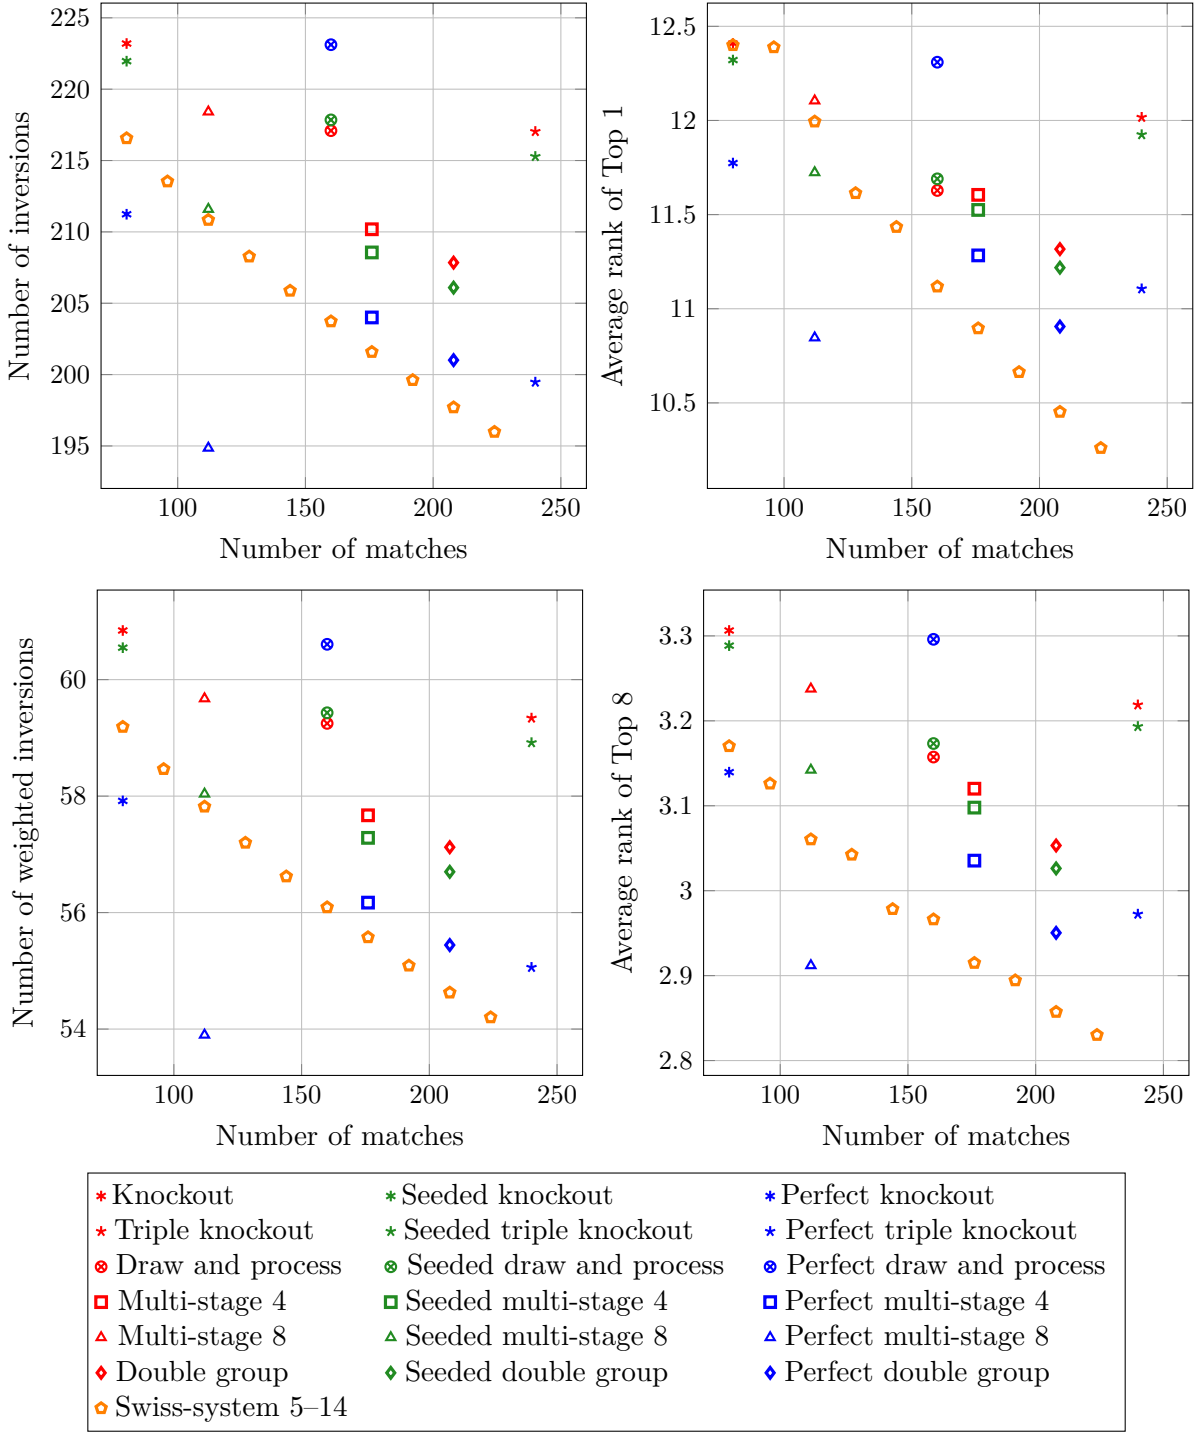 225
220
215
210
205
200
195
100 150 200 250
Number of matches
Number of inversions
12.5
12
11.5
11
10.5
100 150 200 250
Number of matches
Average rank of Top 1
60
58
56
54
100 150 200 250
Number of matches
Number of weighted inversions
3.3
3.2
3.1
3
2.9
2.8
100 150 200 250
Number of matches
Average rank of Top 8
Knockout Seeded knockout Perfect knockout
Triple knockout Seeded triple knockout Perfect triple knockout
Draw and process Seeded draw and process Perfect draw and process
Multi-stage 4 Seeded multi-stage 4 Perfect multi-stage 4
Multi-stage 8 Seeded multi-stage 8 Perfect multi-stage 8
Double group Seeded double group Perfect double group
Swiss-system 5–14